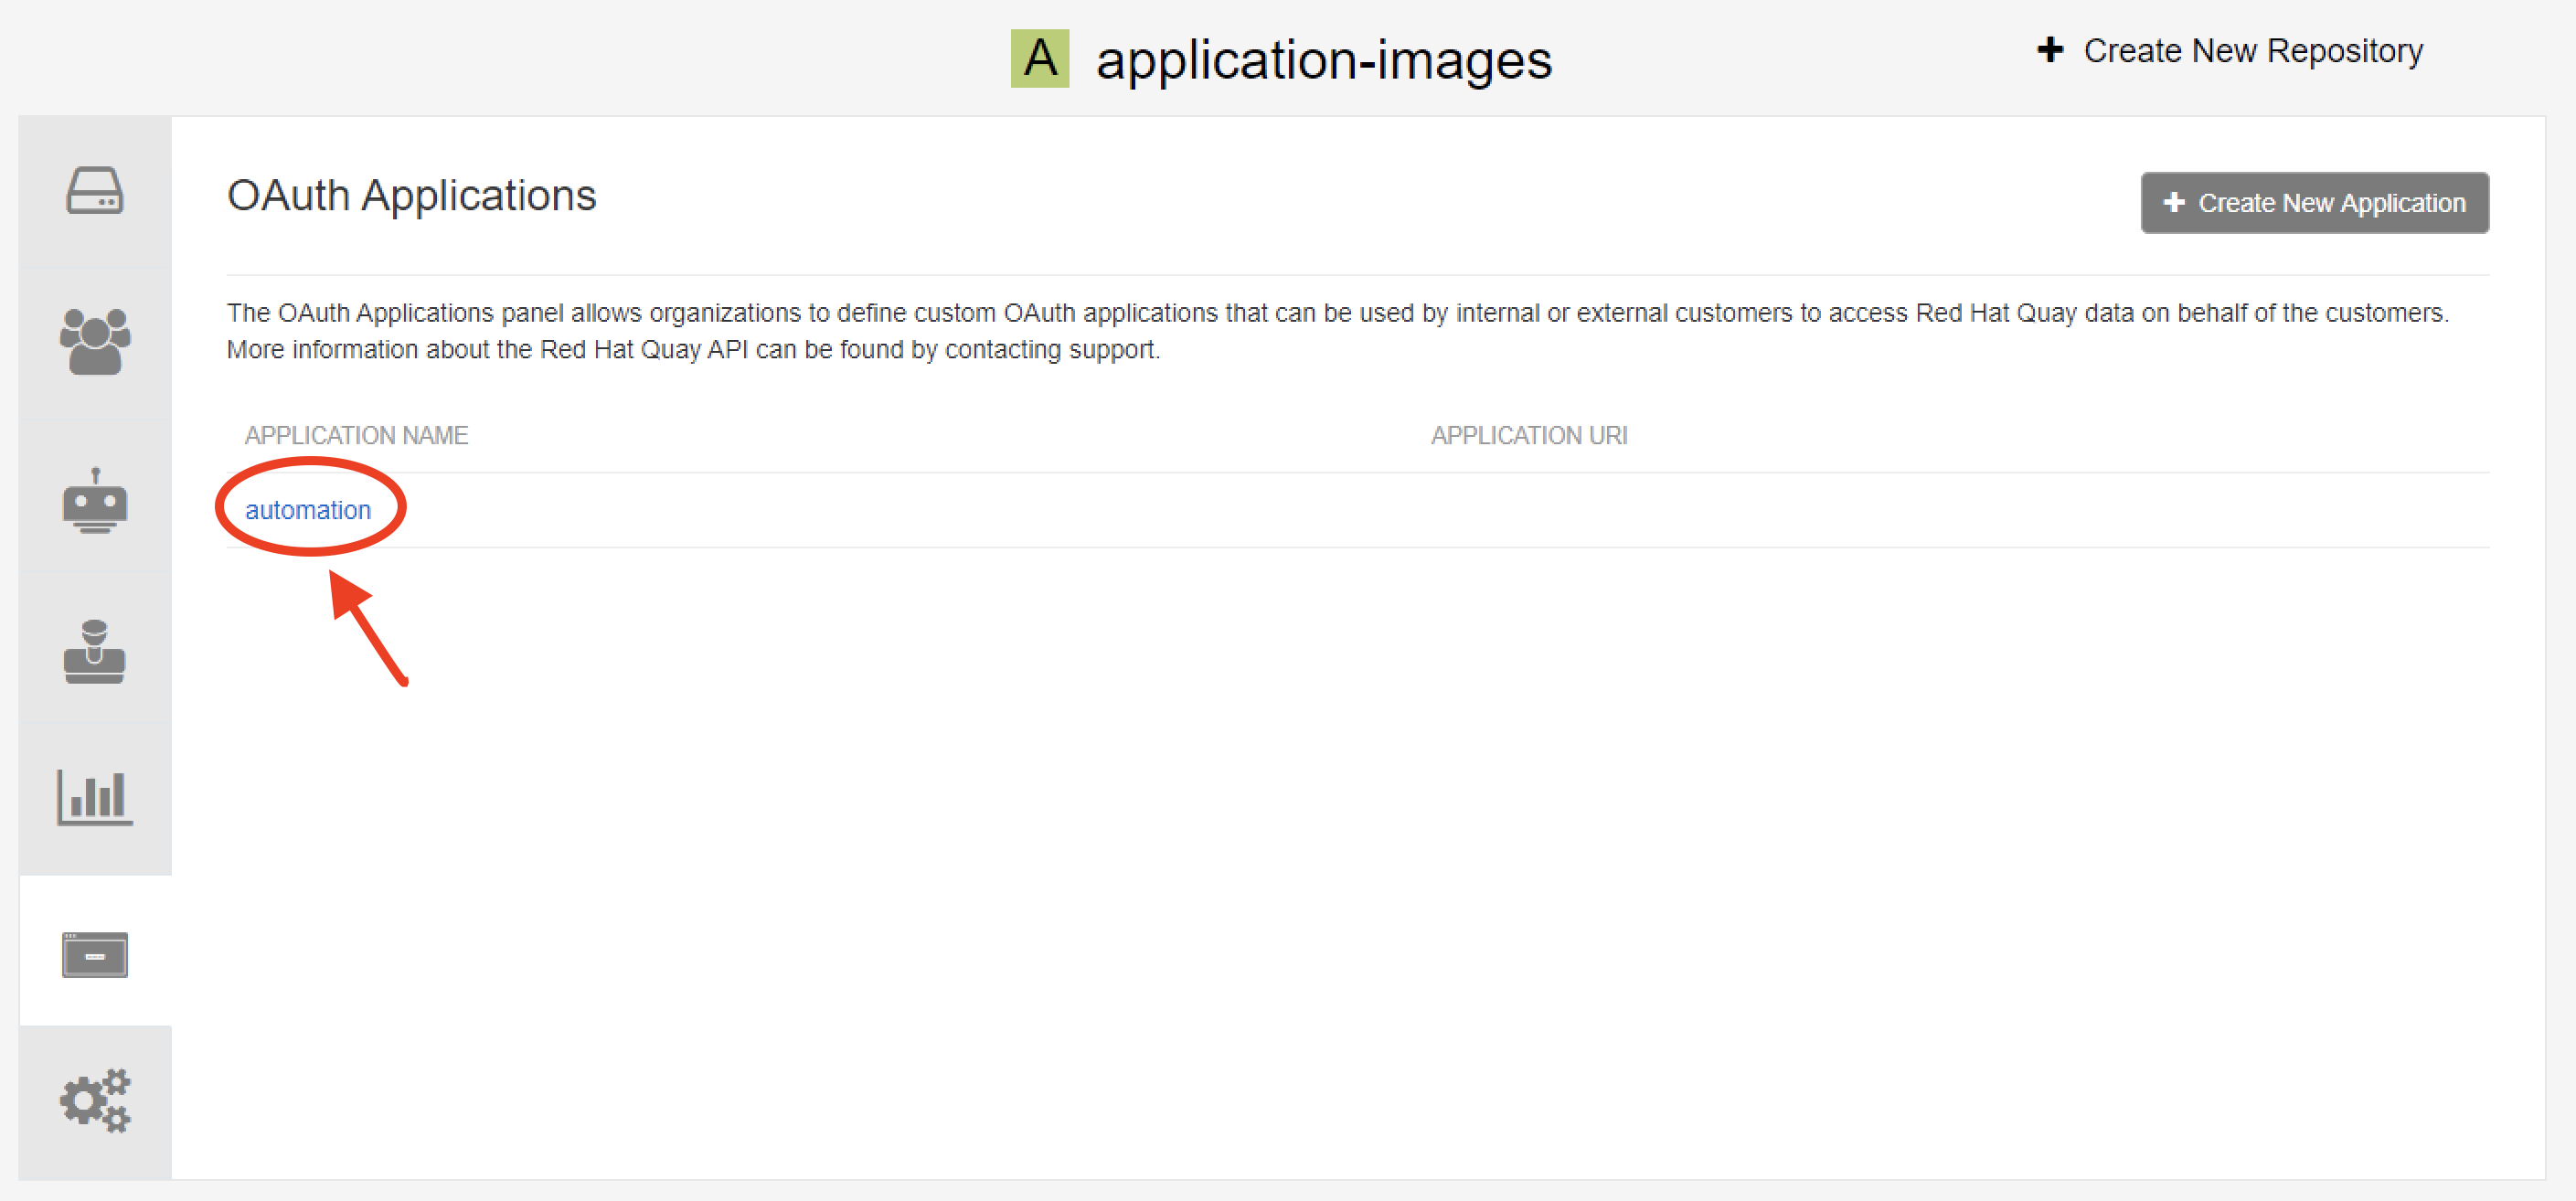 A application-images
Create New Repository
OAuth Applications
Create New Application
The OAuth Applications panel allows organizations to define custom OAuth applications that can be used by internal or external customers to access Red Hat Quay data on behalf of the customers.
More information about the Red Hat Quay API can be found by contacting support.
APPLICATION NAME
APPLICATION URI
automation